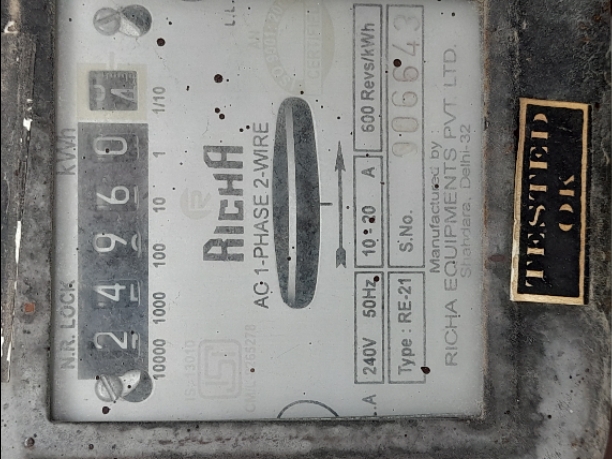 N.R. LOCK kWh
2 4 9 6 0
10000 1000 100 10 1 1/10
IS:13010
RICHA
AC 1-PHASE 2-WIRE
240V 50Hz 10-20 A 600 Revs/kWh
Type : RE-21 S.No. 906643
Manufactured by
RICHA EQUIPMENTS PVT. LTD.
Shahdara, Delhi-32
TESTED
OK